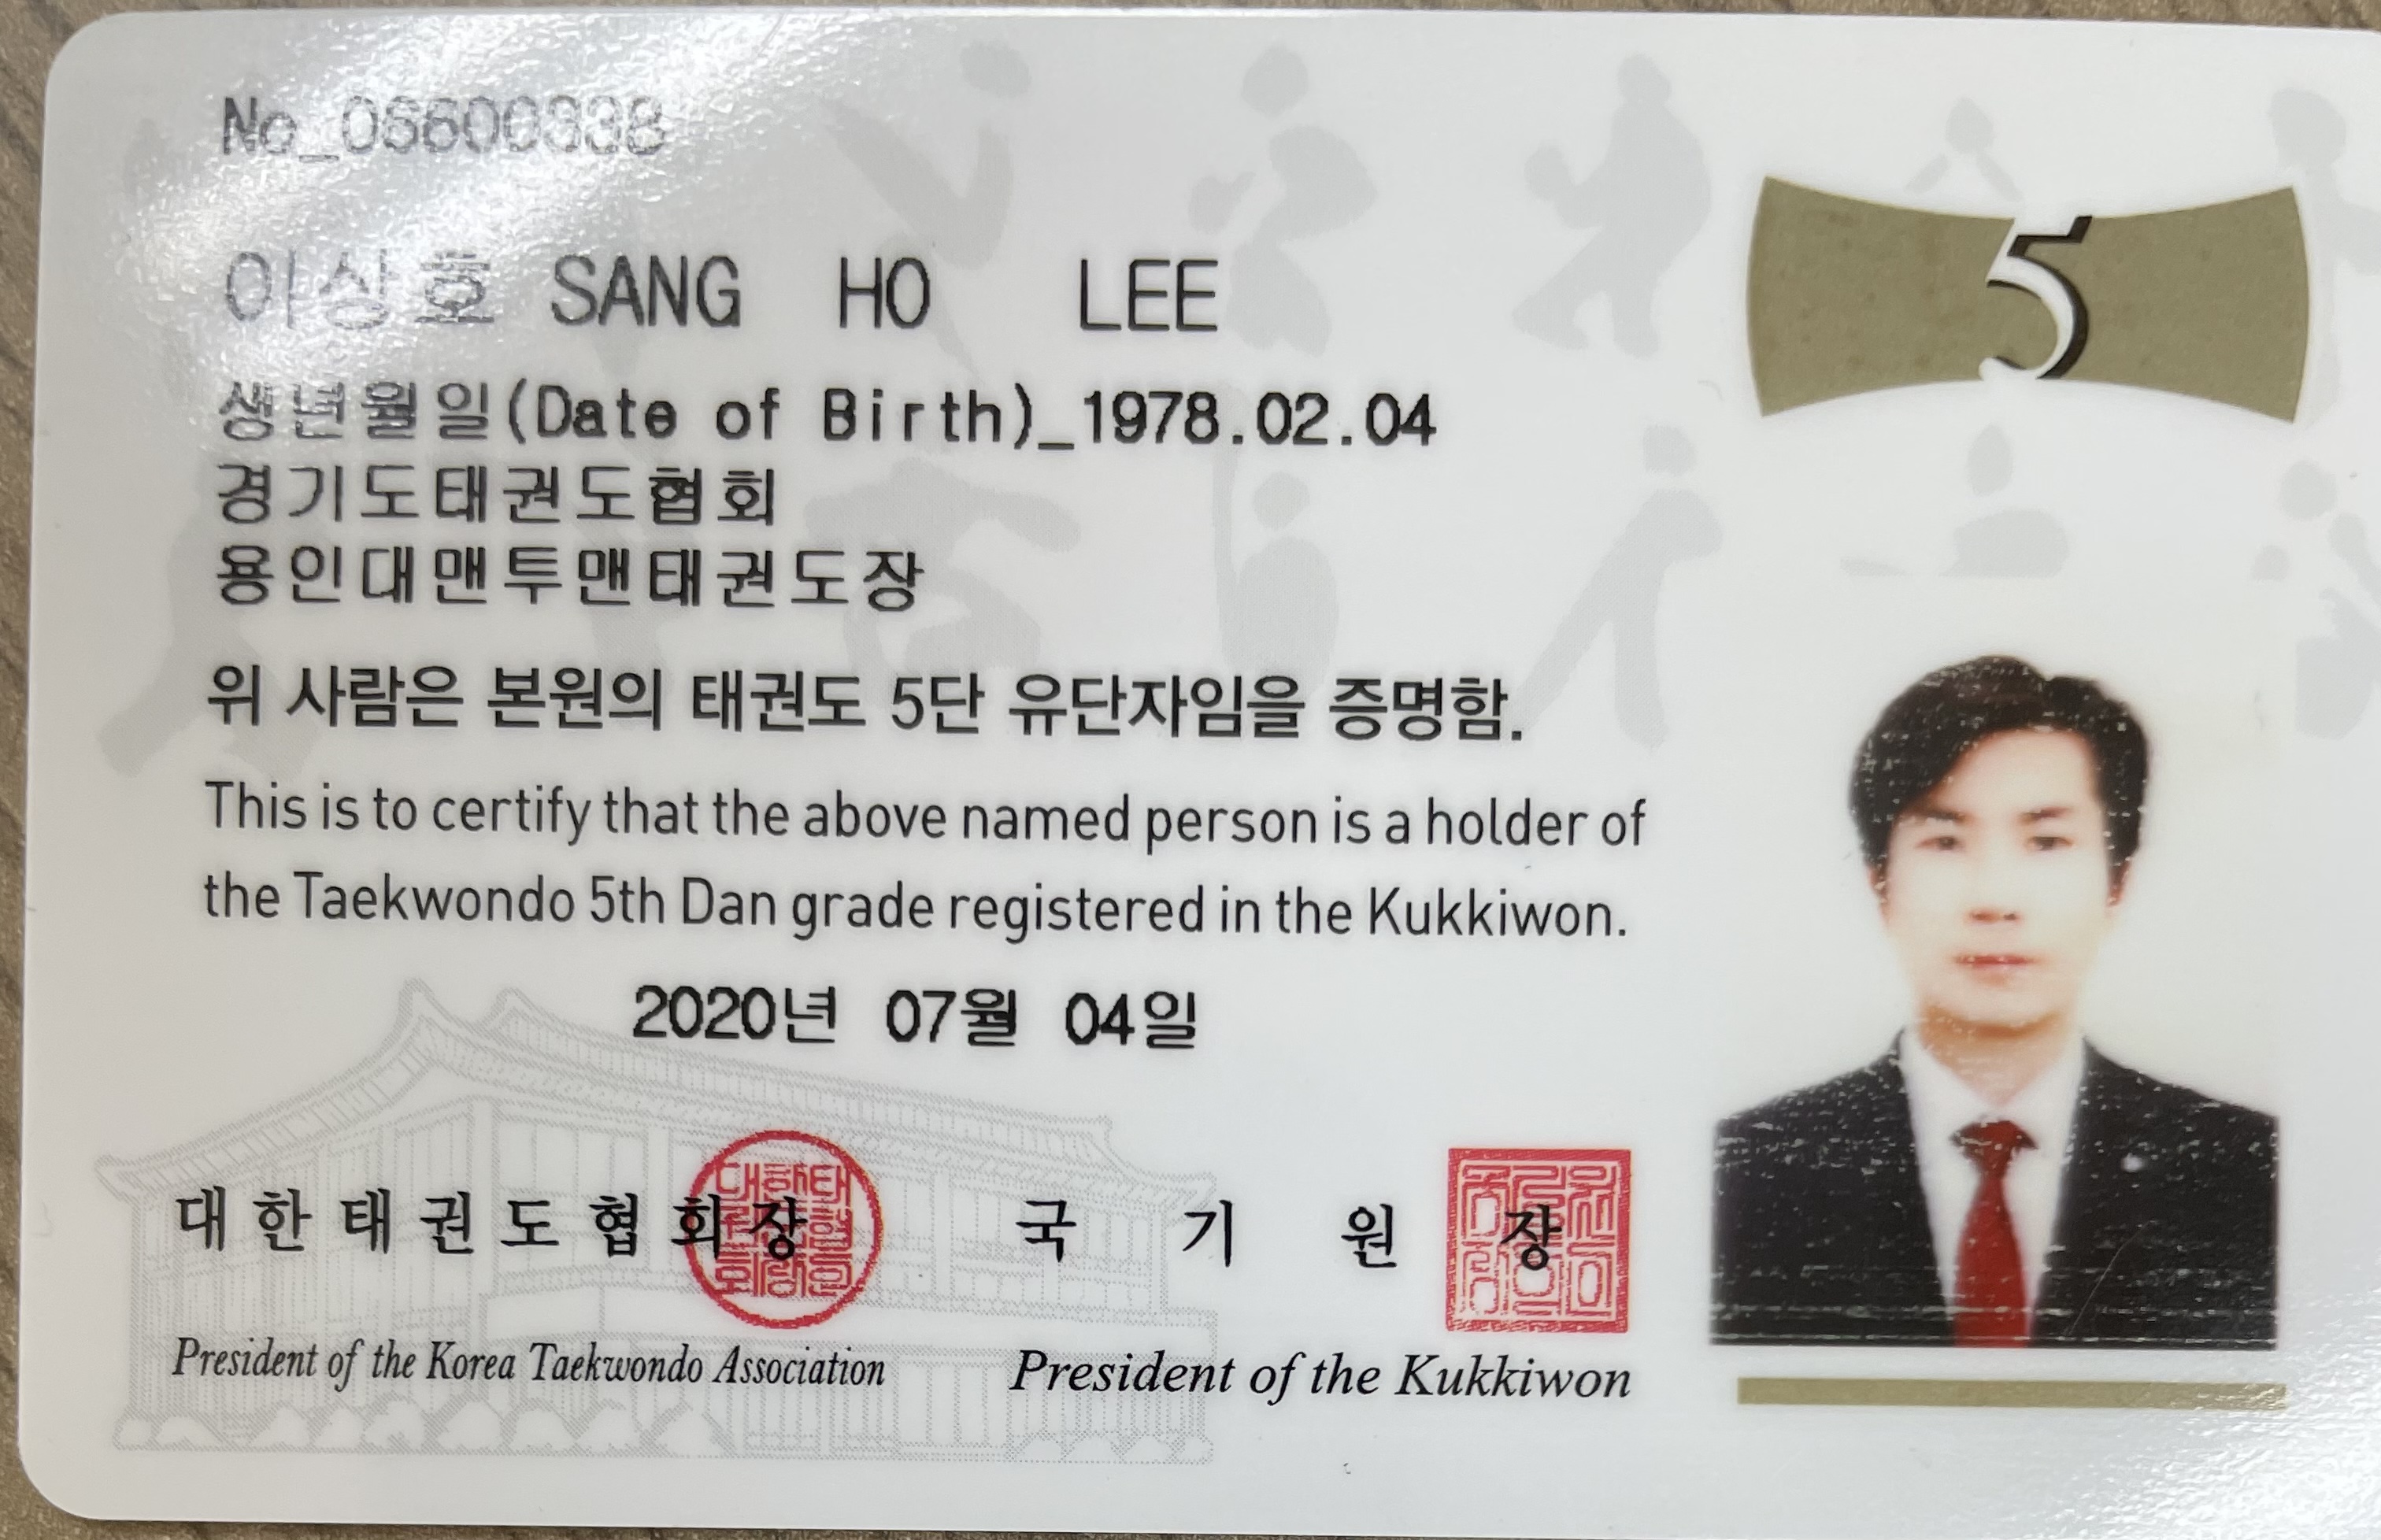 No_06600338
이상호 SANG HO LEE
5
생년월일(Date of Birth)_1978.02.04
경기도태권도협회
용인대맨투맨태권도장
위 사람은 본원의 태권도 5단 유단자임을 증명함.
This is to certify that the above named person is a holder of
the Taekwondo 5th Dan grade registered in the Kukkiwon.
2020년 07월 04일
대한태권도협회장
국기원장
President of the Korea Taekwondo Association
President of the Kukkiwon